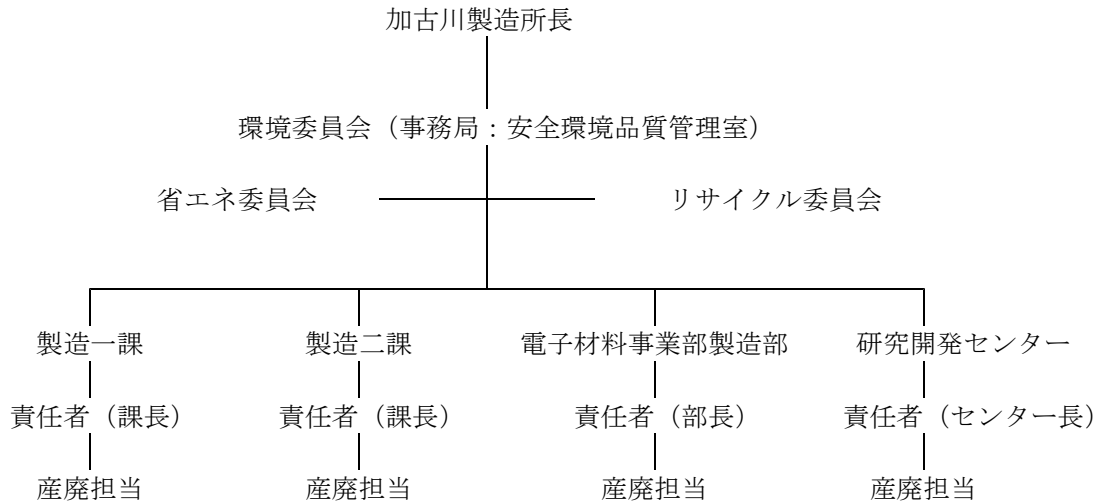 加古川製造所長
環境委員会（事務局：安全環境品質管理室）
省エネ委員会 リサイクル委員会
製造一課 製造二課 電子材料事業部製造部 研究開発センター
責任者（課長） 責任者（課長） 責任者（部長） 責任者（センター長）
産廃担当 産廃担当 産廃担当 産廃担当